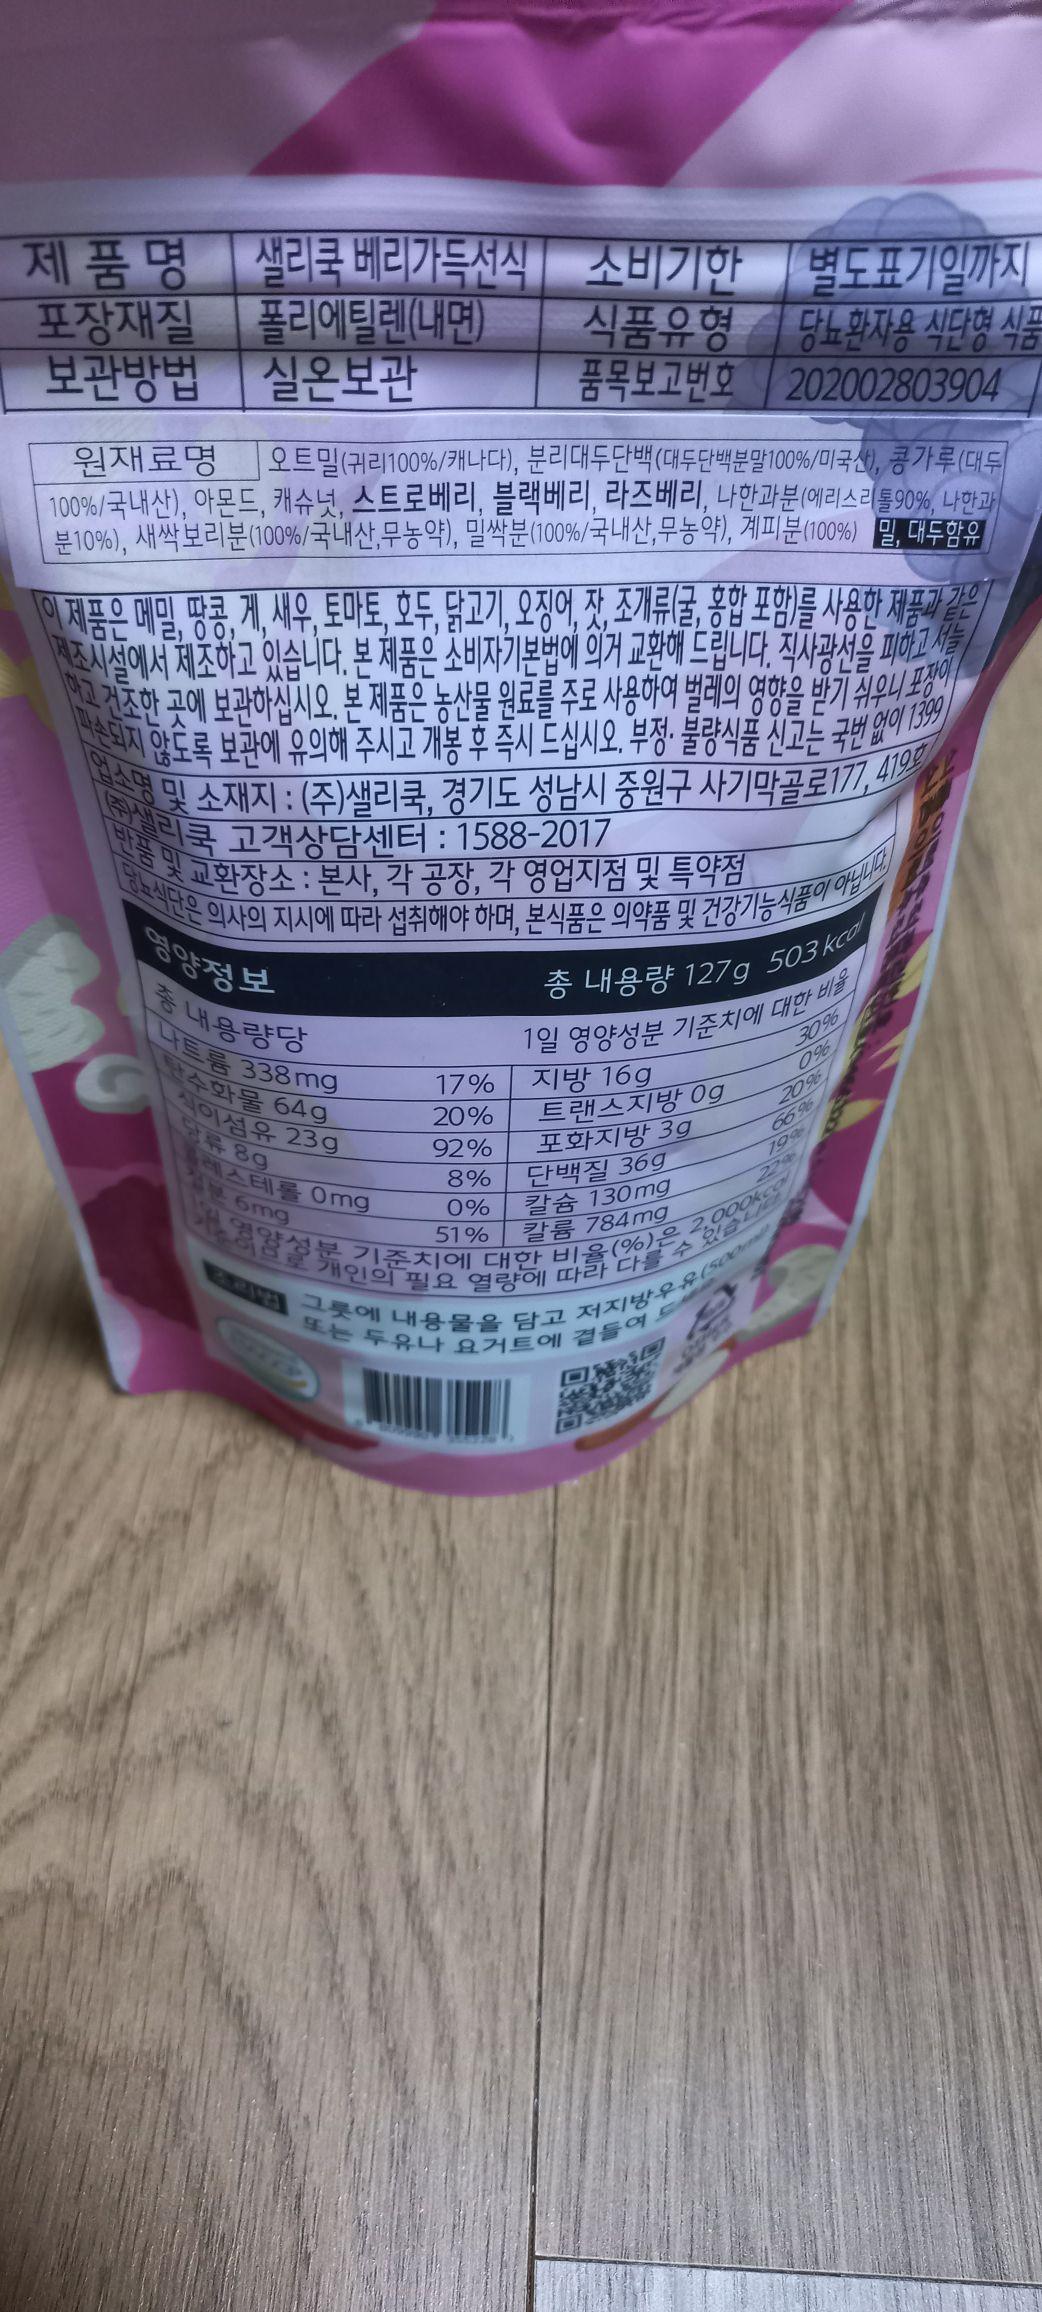 제 품 명 샐리쿡 베리가득선식 소비기한 별도표기일까지
포장재질 폴리에틸렌(내면) 식품유형 당뇨환자용 식단형 식품
보관방법 실온보관 품목보고번호 202002803904
원재료명 오트밀(귀리100%/캐나다), 분리대두단백(대두단백분말100%/미국산), 콩가루(대두
100%/국내산), 아몬드, 캐슈넛, 스트로베리, 블랙베리, 라즈베리, 나한과분(에리스리톨90%, 나한과
분10%), 새싹보리분(100%/국내산,무농약), 밀싹분(100%/국내산,무농약), 계피분(100%) 밀, 대두함유
이 제품은 메밀, 땅콩, 게, 새우, 토마토, 호두, 닭고기, 오징어, 잣, 조개류(굴, 홍합 포함)를 사용한 제품과 같은
제조시설에서 제조하고 있습니다. 본 제품은 소비자기본법에 의거 교환해 드립니다. 직사광선을 피하고 서늘
하고 건조한 곳에 보관하십시오. 본 제품은 농산물 원료를 주로 사용하여 벌레의 영향을 받기 쉬우니 포장이
파손되지 않도록 보관에 유의해 주시고 개봉 후 즉시 드십시오. 부정·불량식품 신고는 국번 없이 1399
업소명 및 소재지 : (주)샐리쿡, 경기도 성남시 중원구 사기막골로177, 419호
(주)샐리쿡 고객상담센터 : 1588-2017
반품 및 교환장소 : 본사, 각 공장, 각 영업지점 및 특약점
당뇨식단은 의사의 지시에 따라 섭취해야 하며, 본식품은 의약품 및 건강기능식품이 아닙니다.
영양정보 총 내용량 127g 503 kcal
총 내용량당 1일 영양성분 기준치에 대한 비율
나트륨 338mg 17% 지방 16g 30%
탄수화물 64g 20% 트랜스지방 0g 0%
식이섬유 23g 92% 포화지방 3g 20%
당류 8g 8% 단백질 36g 66%
콜레스테롤 0mg 0% 칼슘 130mg 19%
철분 6mg 51% 칼륨 784mg 22%
1일 영양성분 기준치에 대한 비율(%)은 2,000kcal
기준이므로 개인의 필요 열량에 따라 다를 수 있습니다.
조리법 그릇에 내용물을 담고 저지방우유(500ml)
또는 두유나 요거트에 곁들여